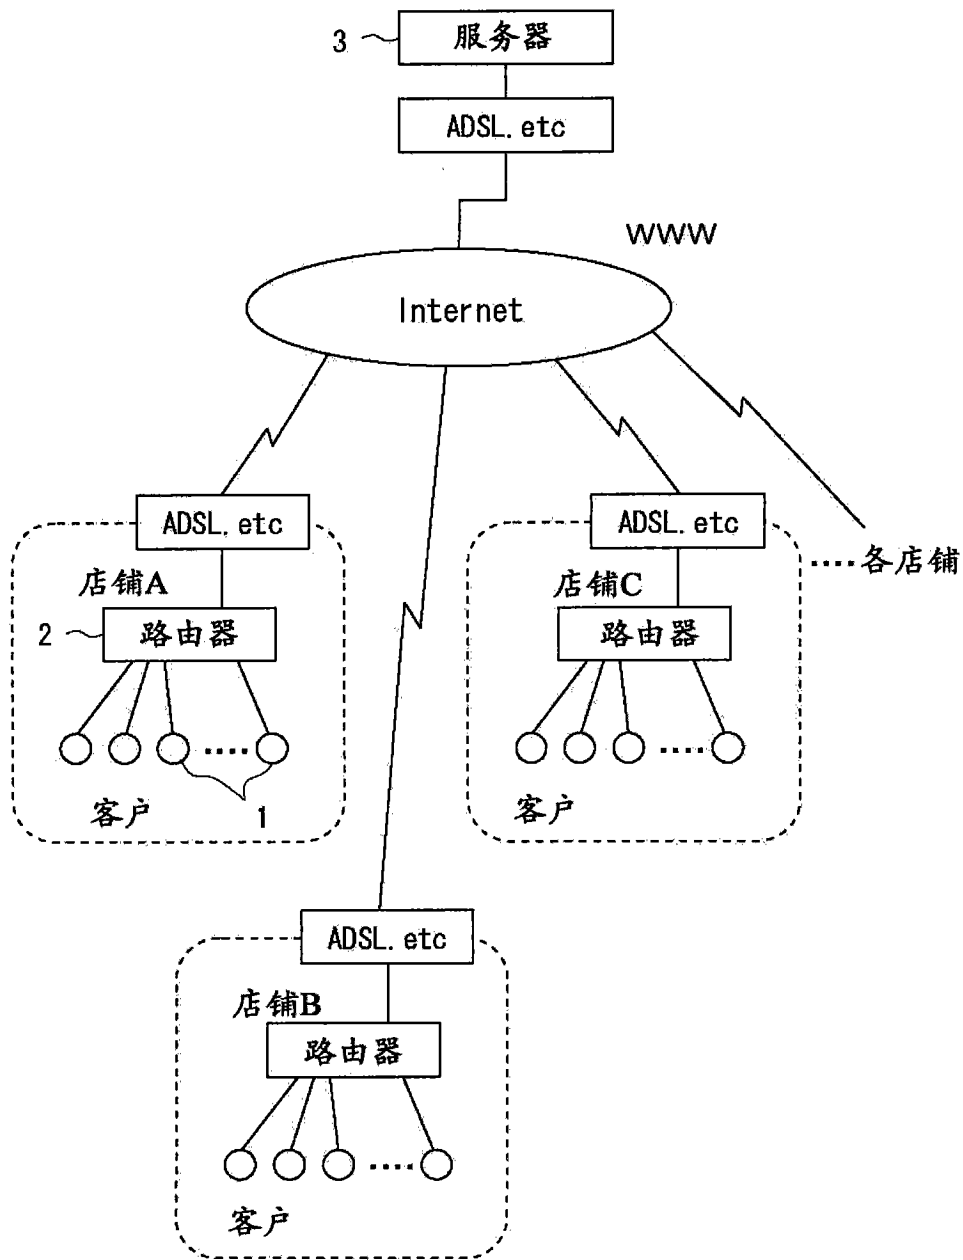 3
服务器
ADSL.etc
WWW
Internet
ADSL.etc
店铺A
2
路由器
客户
1
ADSL.etc
店铺C
路由器
客户
.....各店铺
ADSL.etc
店铺B
路由器
客户